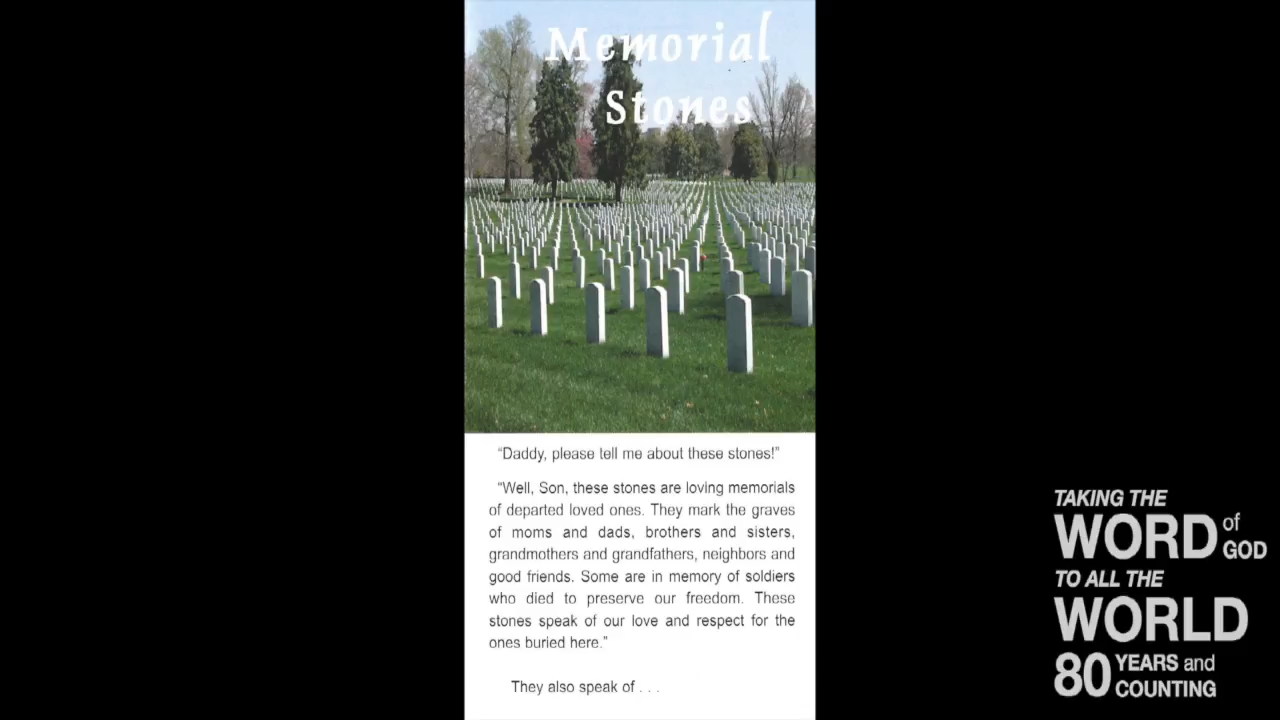 Memorial
Stones
“Daddy, please tell me about these stones!”
“Well, Son, these stones are loving memorials
of departed loved ones. They mark the graves
of moms and dads, brothers and sisters,
grandmothers and grandfathers, neighbors and
good friends. Some are in memory of soldiers
who died to preserve our freedom. These
stones speak of our love and respect for the
ones buried here.”
They also speak of . . .
TAKING THE
WORD of GOD
TO ALL THE
WORLD
80 YEARS and COUNTING